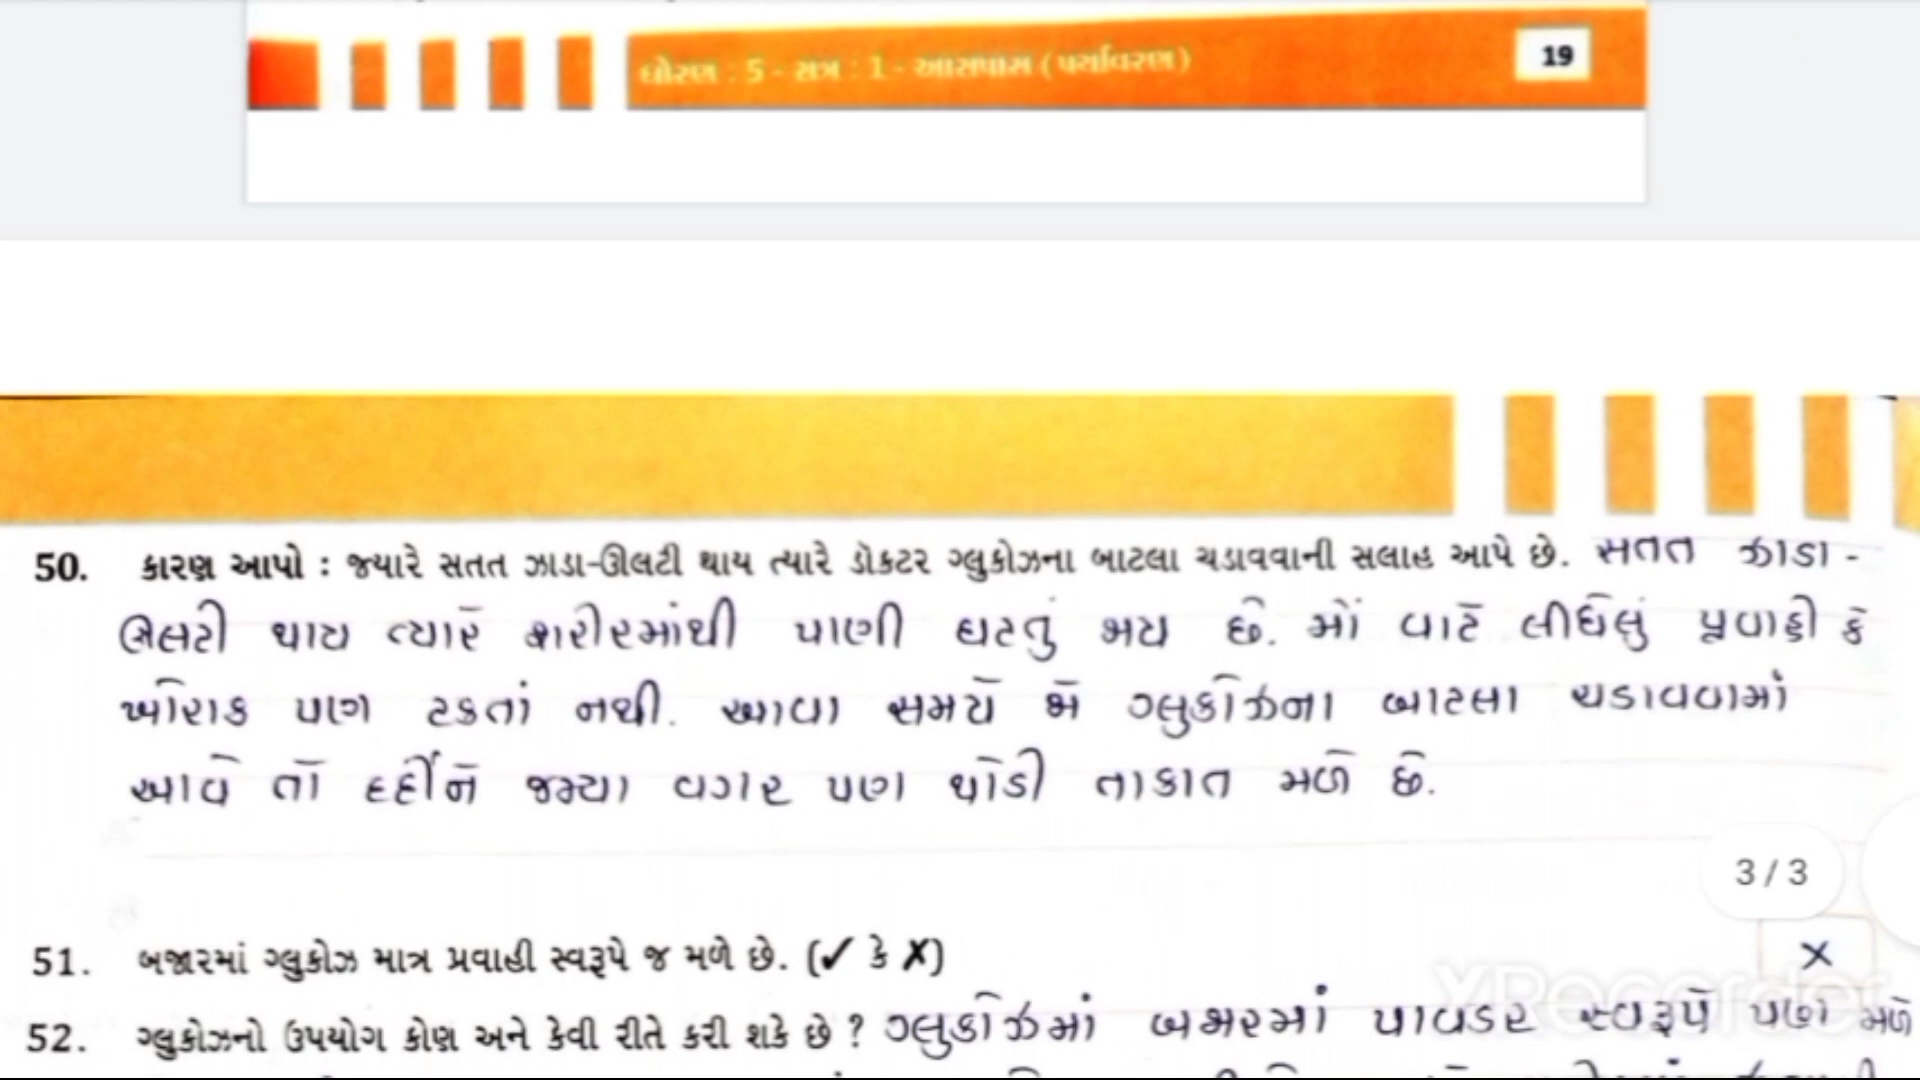 ધોરણ : 5 - સત્ર : 1 - આસપાસ ( પર્યાવરણ )
19
50. કારણ આપો : જ્યારે સતત ઝાડા-ઊલટી થાય ત્યારે ડૉકટર ગ્લુકોઝના બાટલા ચડાવવાની સલાહ આપે છે. સતત ઝાડા -
ઊલટી થાય ત્યારે શરીરમાંથી પાણી ઘટતું જાય છે. મોં વાટે લીધેલું પ્રવાહી કે
ખોરાક પણ ટકતાં નથી. આવા સમયે જો ગ્લુકોઝના બાટલા ચડાવવામાં
આવે તો દર્દીને જમ્યા વગર પણ થોડી તાકાત મળે છે.
3 / 3
51. બજારમાં ગ્લુકોઝ માત્ર પ્રવાહી સ્વરૂપે જ મળે છે. (✓ કે ✗)
×
XRecorder
52. ગ્લુકોઝનો ઉપયોગ કોણ અને કેવી રીતે કરી શકે છે ? ગ્લુકોઝમાં બજારમાં પાવડર સ્વરૂપે પણ મળે